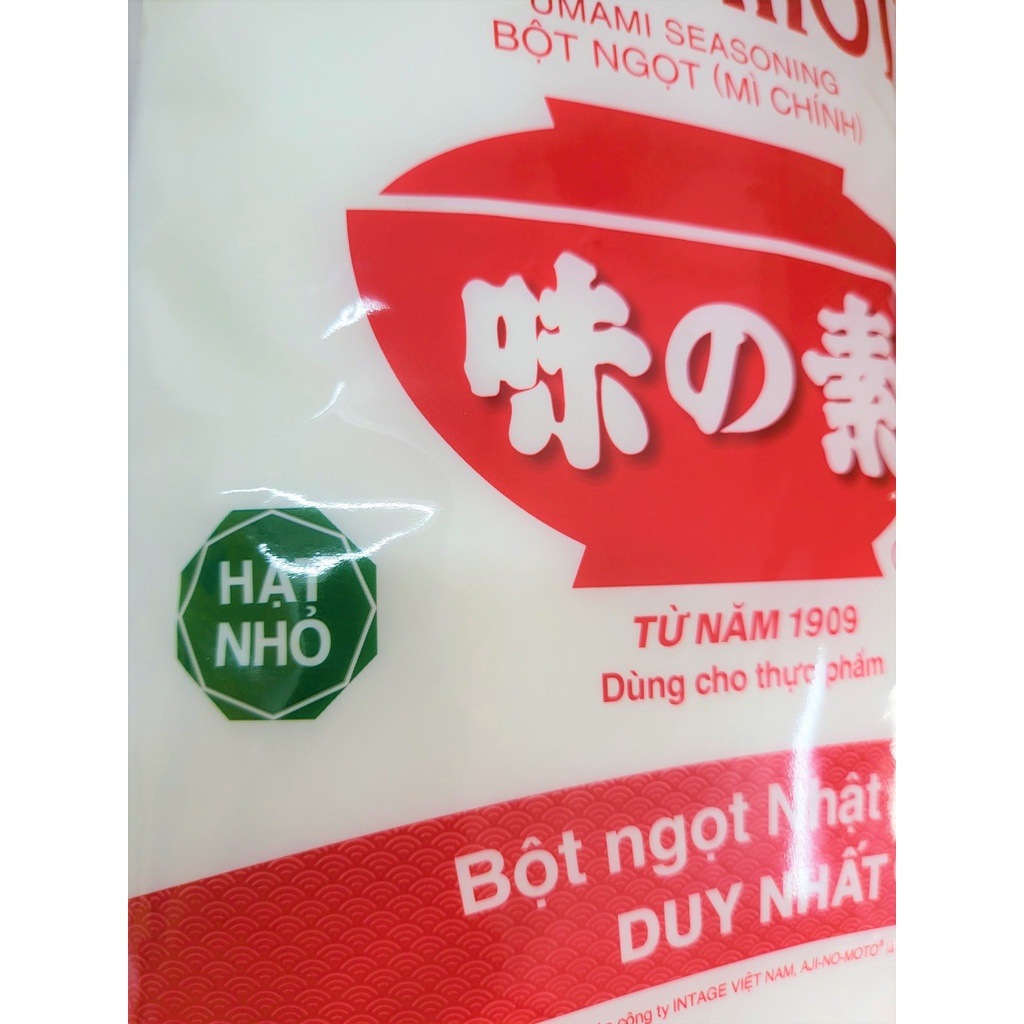 UMAMI SEASONING
BỘT NGỌT (MÌ CHÍNH)
味の素
HẠT
NHỎ
TỪ NĂM 1909
Dùng cho thực phẩm
Bột ngọt Nhật
DUY NHẤT
công ty INTAGE VIỆT NAM, AJI-NO-MOTO®